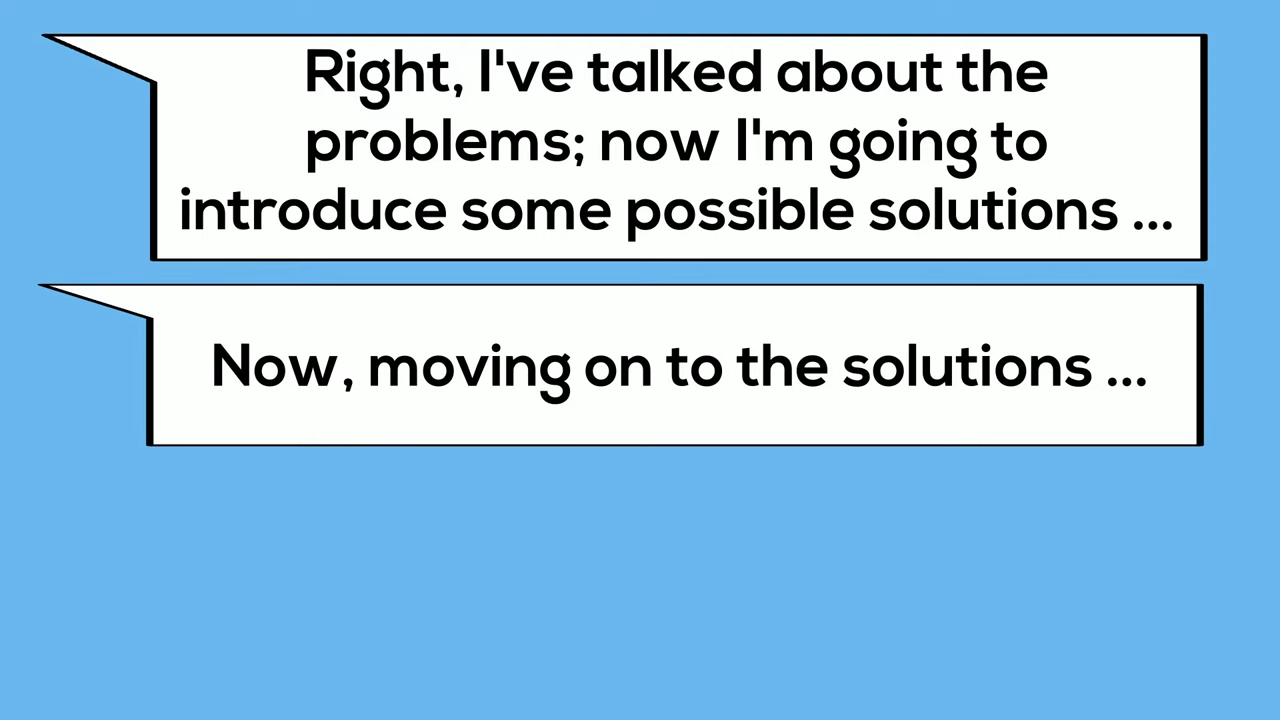 Right, I've talked about the
problems; now I'm going to
introduce some possible solutions ...
Now, moving on to the solutions ...